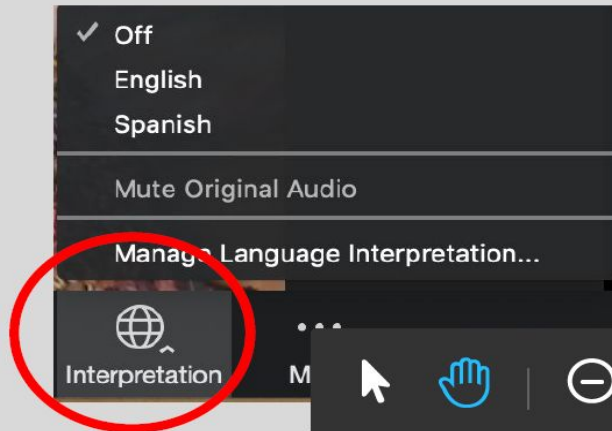 Off
English
Spanish
Mute Original Audio
Manage Language Interpretation...
Interpretation